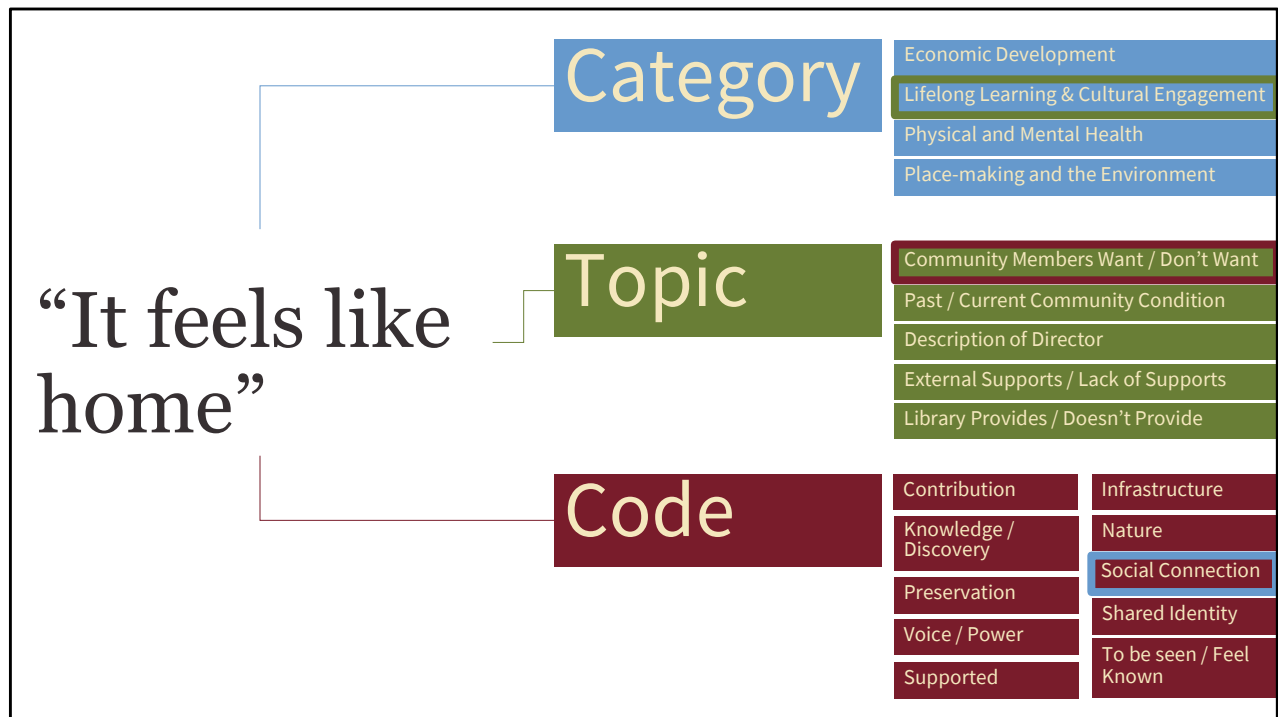 “It feels like
home”
Category
Economic Development
Lifelong Learning & Cultural Engagement
Physical and Mental Health
Place-making and the Environment
Topic
Community Members Want / Don’t Want
Past / Current Community Condition
Description of Director
External Supports / Lack of Supports
Library Provides / Doesn’t Provide
Code
Contribution
Knowledge /
Discovery
Preservation
Voice / Power
Supported
Infrastructure
Nature
Social Connection
Shared Identity
To be seen / Feel
Known